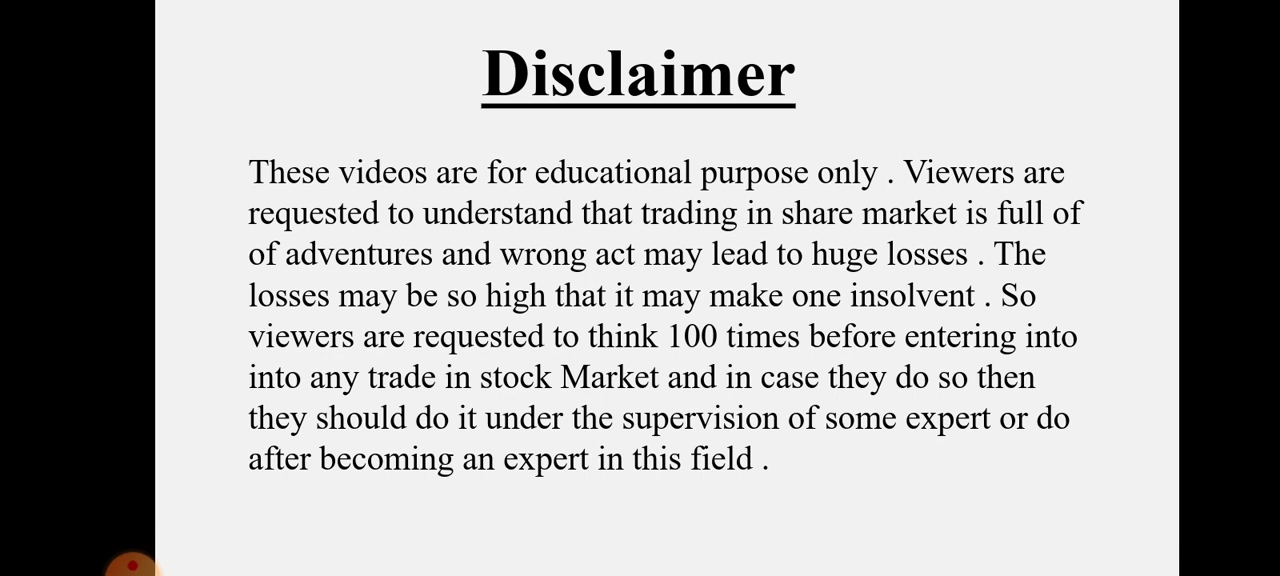 Disclaimer
These videos are for educational purpose only . Viewers are
requested to understand that trading in share market is full of
of adventures and wrong act may lead to huge losses . The
losses may be so high that it may make one insolvent . So
viewers are requested to think 100 times before entering into
into any trade in stock Market and in case they do so then
they should do it under the supervision of some expert or do
after becoming an expert in this field .